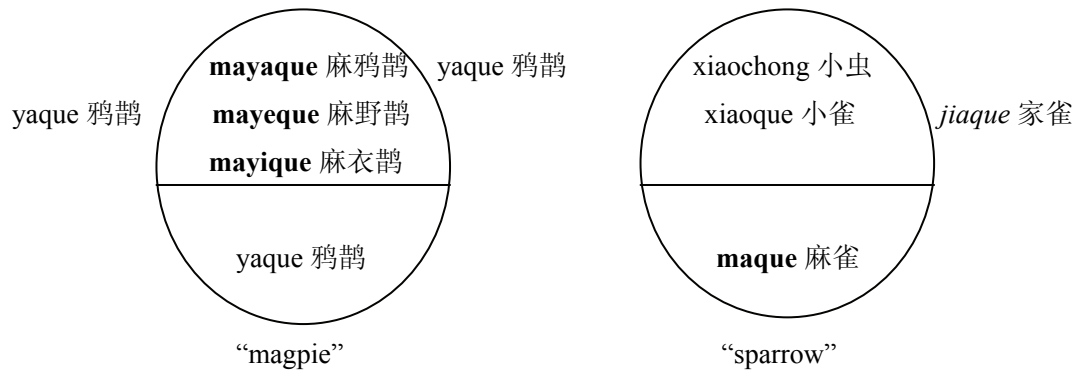 mayaque 麻鸦鹊
yaque 鸦鹊
yaque 鸦鹊
mayeque 麻野鹊
mayique 麻衣鹊
yaque 鸦鹊
“magpie”
xiaochong 小虫
xiaoque 小雀
jiaque 家雀
maque 麻雀
“sparrow”